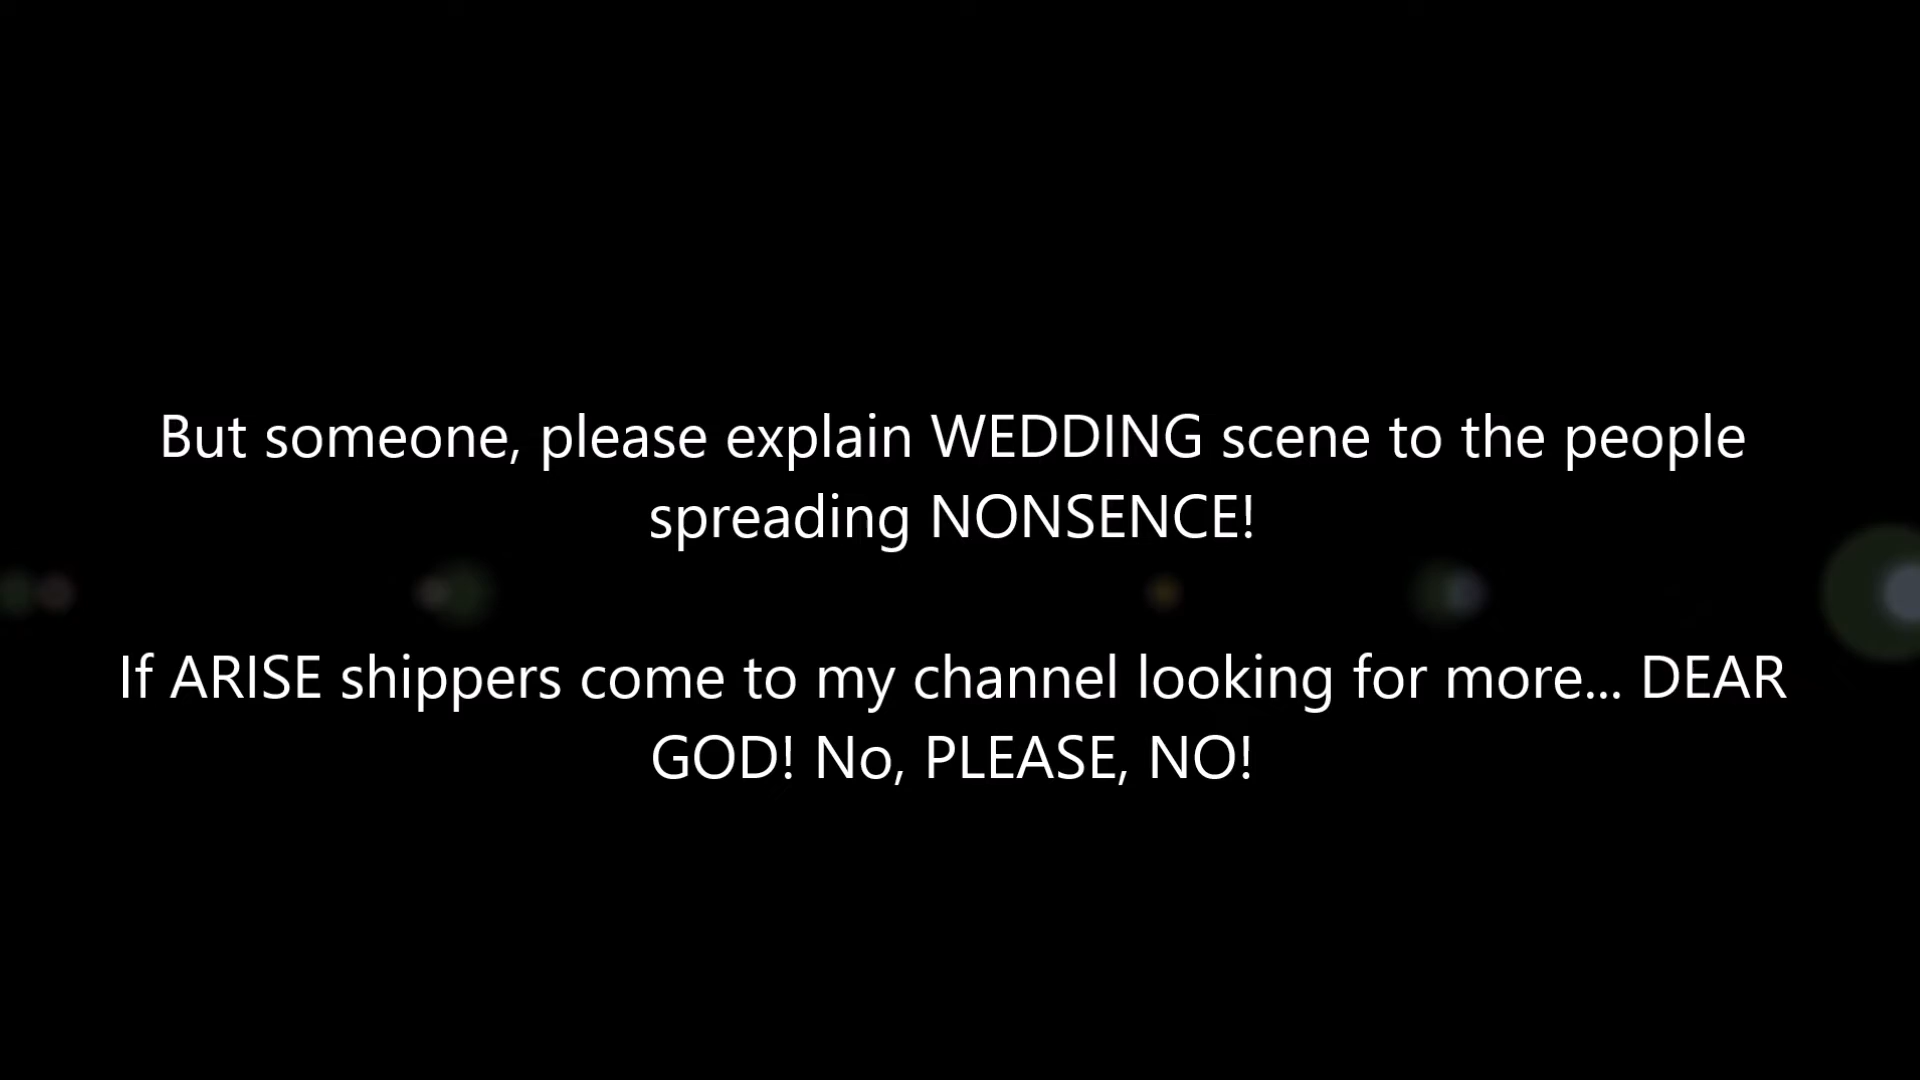 But someone, please explain WEDDING scene to the people
spreading NONSENCE!
If ARISE shippers come to my channel looking for more... DEAR
GOD! No, PLEASE, NO!